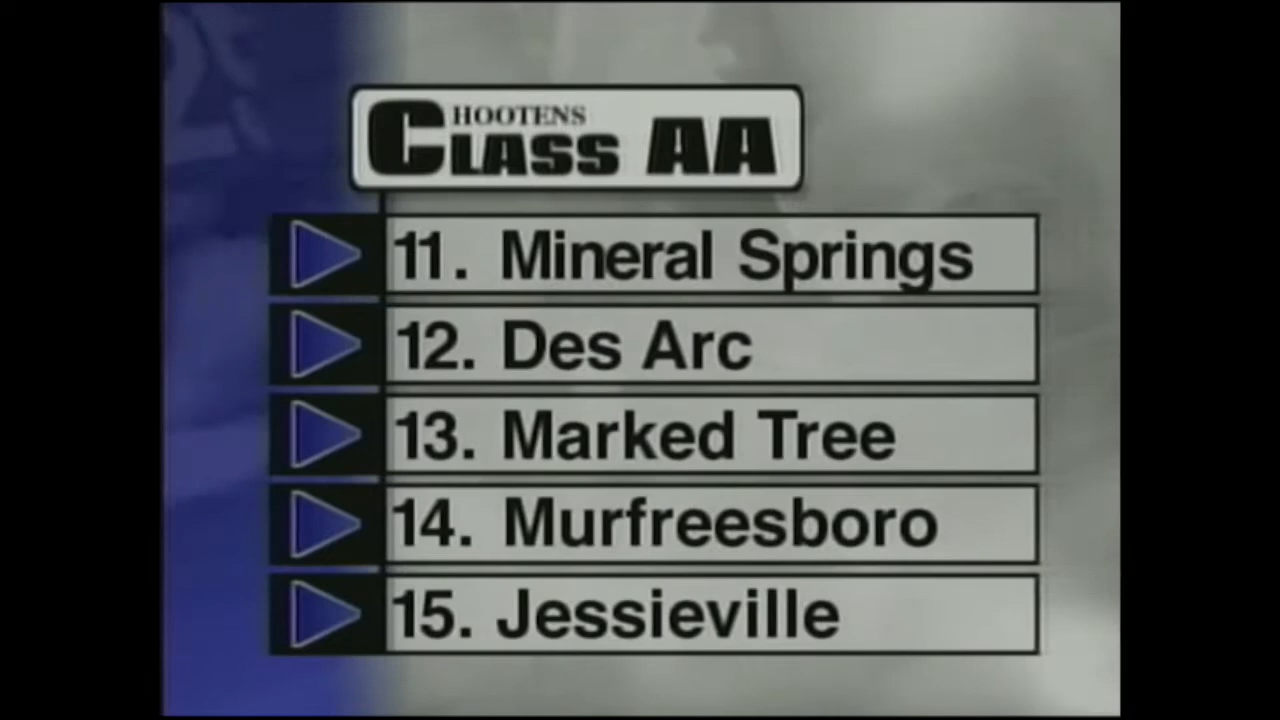 HOOTENS
CLASS AA
11. Mineral Springs
12. Des Arc
13. Marked Tree
14. Murfreesboro
15. Jessieville